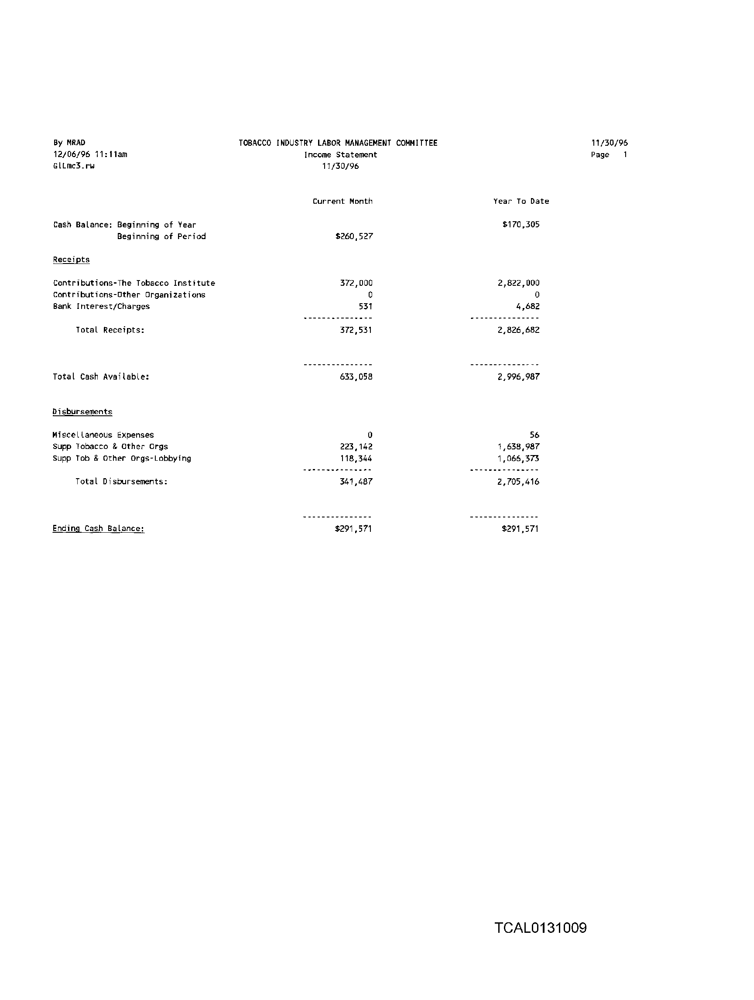 By MRAD TOBACCO INDUSTRY LABOR MANAGEMENT COMMITTEE 11/30/96
12/06/96 11:11am Income Statement Page 1
GlLmc3.rw 11/30/96
Current Month Year To Date
Cash Balance: Beginning of Year $170,305
Beginning of Period $260,527
Receipts
Contributions-The Tobacco Institute 372,000 2,822,000
Contributions-Other Organizations 0 0
Bank Interest/Charges 531 4,682
Total Receipts: 372,531 2,826,682
Total Cash Available: 633,058 2,996,987
Disbursements
Miscellaneous Expenses 0 56
Supp Tobacco & Other Orgs 223,142 1,638,987
Supp Tob & Other Orgs-Lobbying 118,344 1,066,373
Total Disbursements: 341,487 2,705,416
Ending Cash Balance: $291,571 $291,571
TCAL0131009